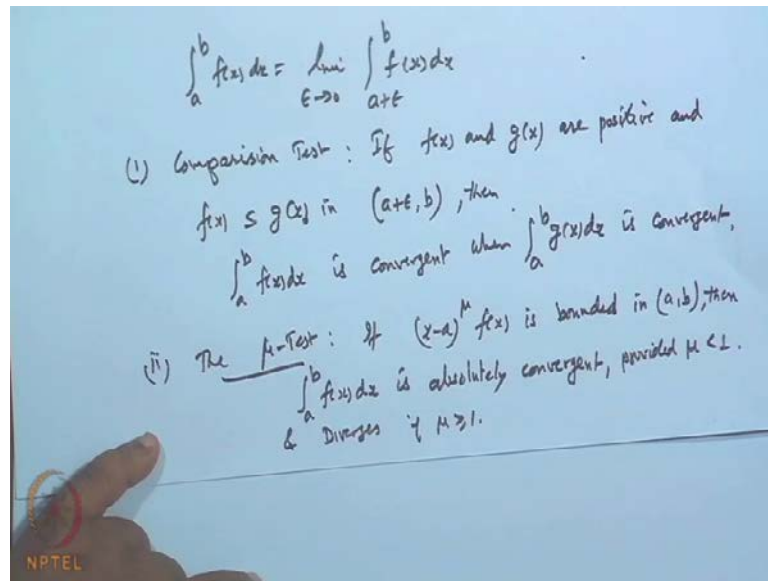 ∫_a^b f(x) dx = lim_{ε→0} ∫_{a+ε}^b f(x) dx
(i) Comparision Test : If f(x) and g(x) are positive and
f(x) ≤ g(x) in (a+ε, b), then
∫_a^b f(x)dx is convergent when ∫_a^b g(x)dx is convergent,
(ii) The μ-Test : If (x-a)^μ f(x) is bounded in (a,b), then
∫_a^b f(x) dx is absolutely convergent, provided μ < 1.
& Diverges if μ ≥ 1.
NPTEL